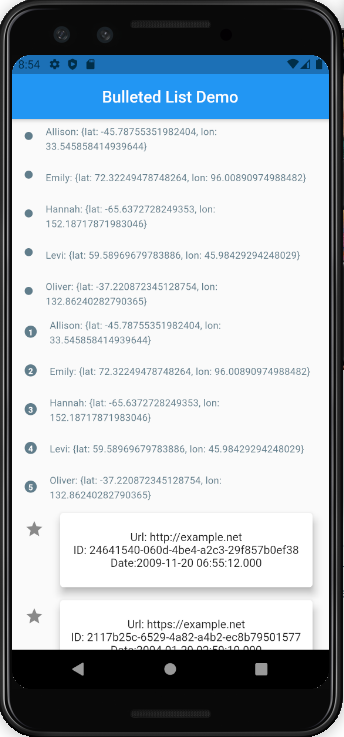 8:54
Bulleted List Demo
Allison: {lat: -45.78755351982404, lon:
33.545858414939644}
Emily: {lat: 72.32249478748264, lon: 96.00890974988482}
Hannah: {lat: -65.6372728249353, lon:
152.18717871983046}
Levi: {lat: 59.58969679783886, lon: 45.98429294248029}
Oliver: {lat: -37.220872345128754, lon:
132.86240282790365}
1 Allison: {lat: -45.78755351982404, lon:
33.545858414939644}
2 Emily: {lat: 72.32249478748264, lon: 96.00890974988482}
3 Hannah: {lat: -65.6372728249353, lon:
152.18717871983046}
4 Levi: {lat: 59.58969679783886, lon: 45.98429294248029}
5 Oliver: {lat: -37.220872345128754, lon:
132.86240282790365}
Url: http://example.net
ID: 24641540-060d-4be4-a2c3-29f857b0ef38
Date:2009-11-20 06:55:12.000
Url: https://example.net
ID: 2117b25c-6529-4a82-a4b2-ec8b79501577